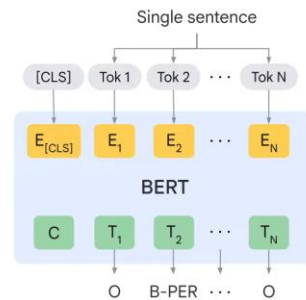 Single sentence
[CLS] Tok 1 Tok 2 ... Tok N
E[CLS] E1 E2 ... EN
BERT
C T1 T2 ... TN
O B-PER ... O